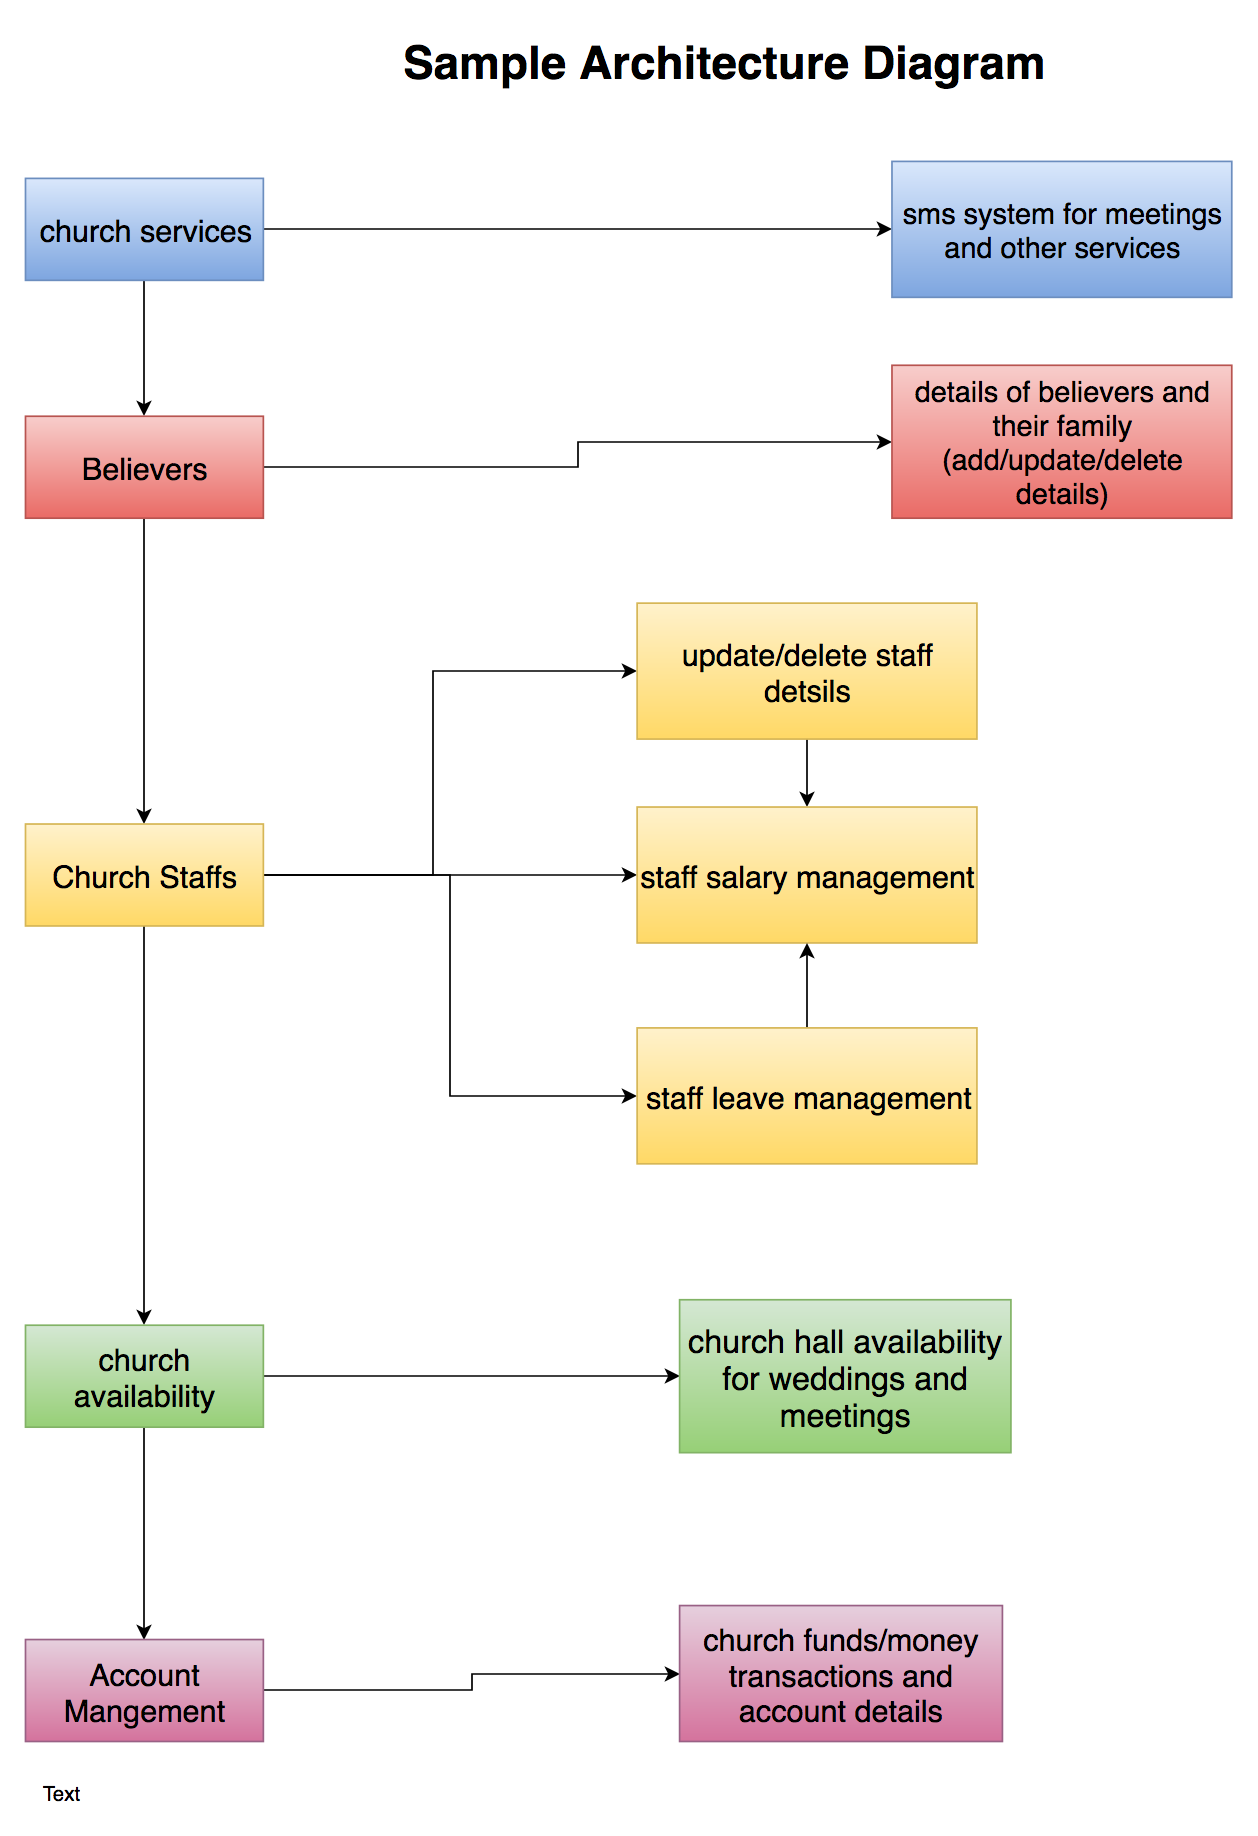 Sample Architecture Diagram
church services
sms system for meetings
and other services
Believers
details of believers and
their family
(add/update/delete
details)
update/delete staff
detsils
Church Staffs
staff salary management
staff leave management
church
availability
church hall availability
for weddings and
meetings
Account
Mangement
church funds/money
transactions and
account details
Text